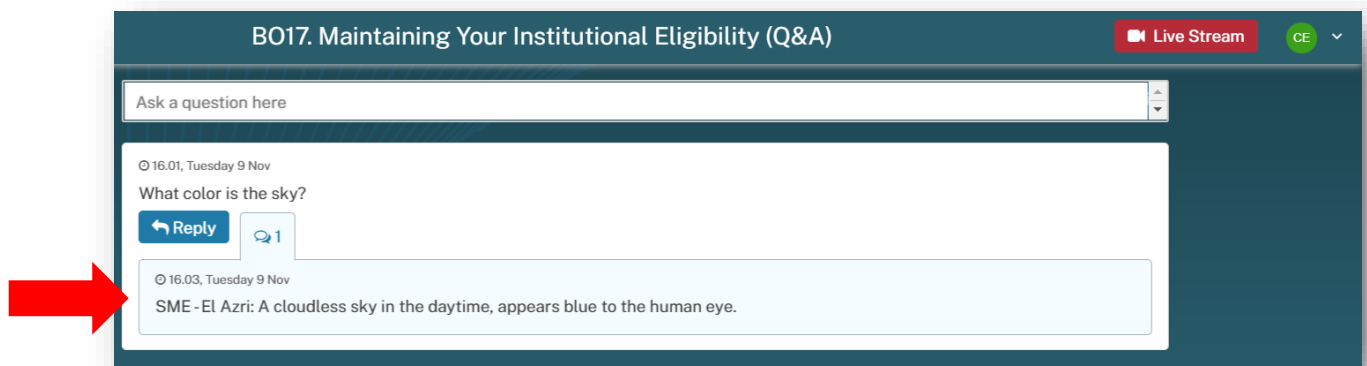 BO17. Maintaining Your Institutional Eligibility (Q&A)
Live Stream
CE
Ask a question here
16.01, Tuesday 9 Nov
What color is the sky?
Reply
1
16.03, Tuesday 9 Nov
SME - El Azri: A cloudless sky in the daytime, appears blue to the human eye.